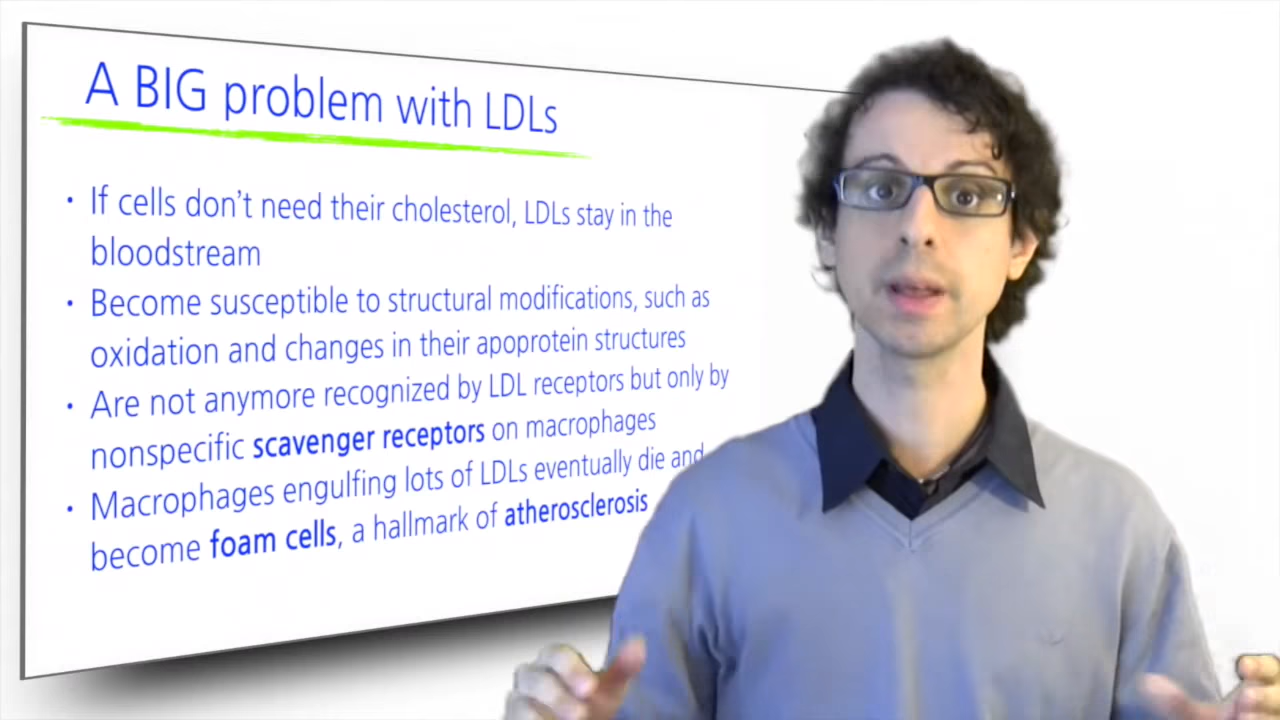 A BIG problem with LDLs
• If cells don't need their cholesterol, LDLs stay in the
bloodstream
• Become susceptible to structural modifications, such as
oxidation and changes in their apoprotein structures
• Are not anymore recognized by LDL receptors but only by
nonspecific scavenger receptors on macrophages
• Macrophages engulfing lots of LDLs eventually die and
become foam cells, a hallmark of atherosclerosis